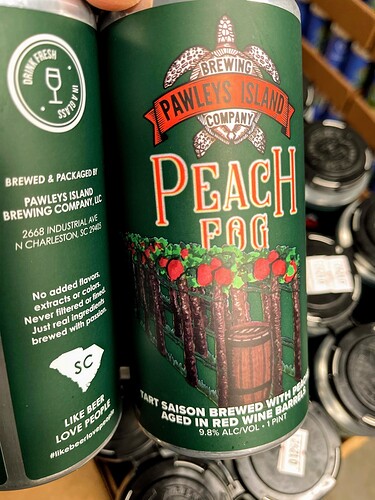 DRINK FRESH
IN A GLASS
BREWED & PACKAGED BY
PAWLEYS ISLAND
BREWING COMPANY, LLC
2668 INDUSTRIAL AVE
N CHARLESTON, SC 29405
No added flavors,
extracts or colors.
Never filtered or fined.
Just real ingredients
brewed with passion.
SC
LIKE BEER
LOVE PEOPLE
#likebeerlovepeople
BREWING
PAWLEYS ISLAND
COMPANY
PEACH
FOG
TART SAISON BREWED WITH PEACH
AGED IN RED WINE BARRELS
9.8% ALC/VOL • 1 PINT